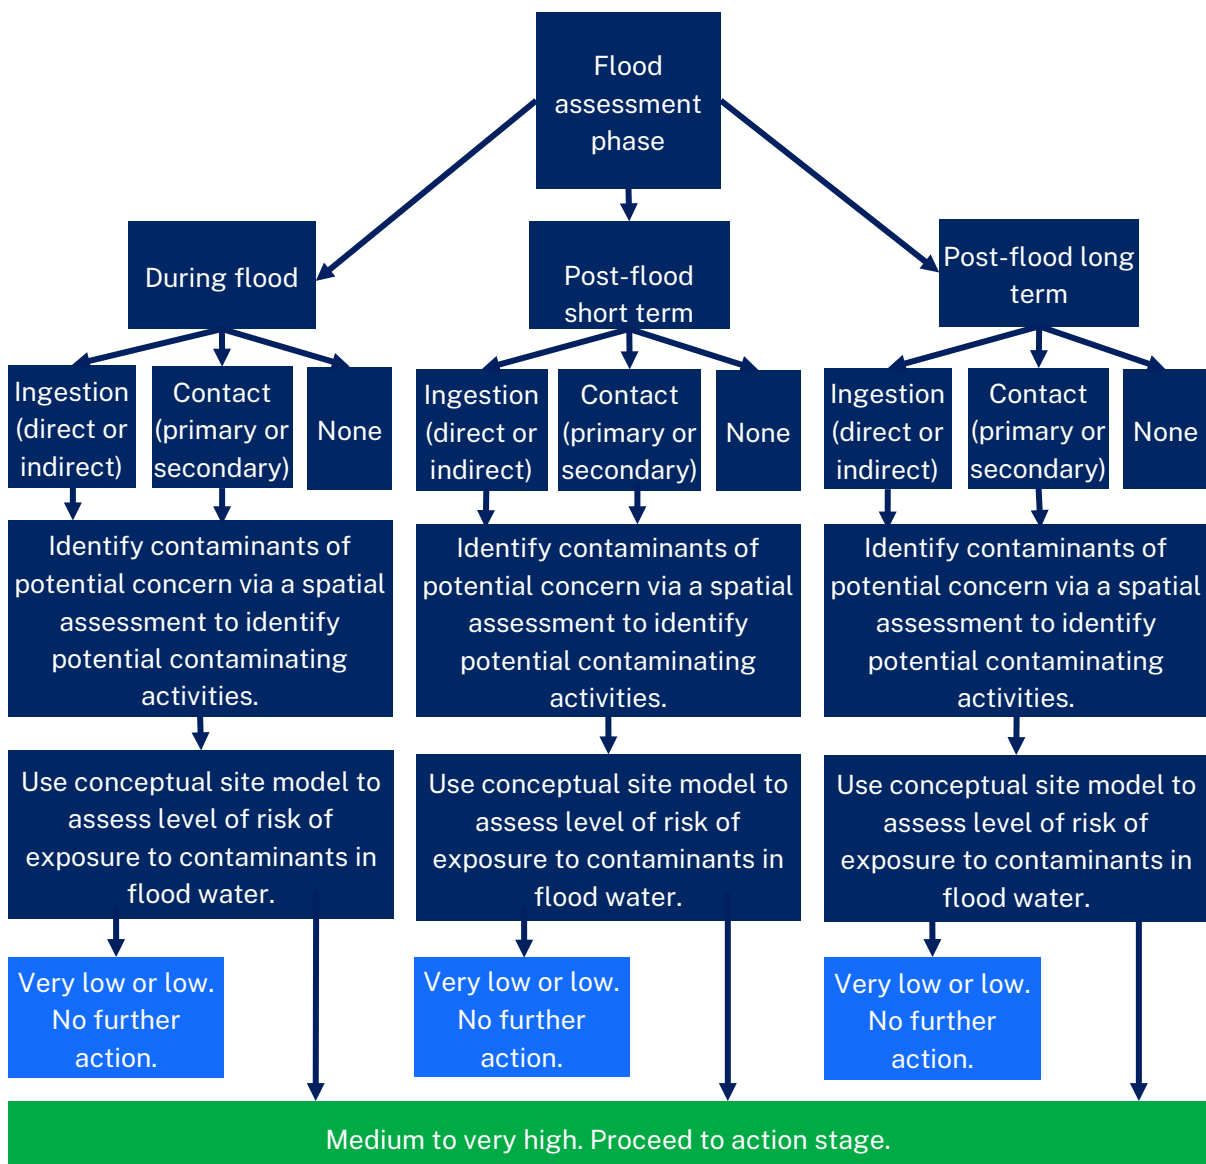 Flood
assessment
phase
During flood
Post-flood
short term
Post-flood long
term
Ingestion
(direct or
indirect)
Contact
(primary or
secondary)
None
Ingestion
(direct or
indirect)
Contact
(primary or
secondary)
None
Ingestion
(direct or
indirect)
Contact
(primary or
secondary)
None
Identify contaminants of
potential concern via a spatial
assessment to identify
potential contaminating
activities.
Identify contaminants of
potential concern via a spatial
assessment to identify
potential contaminating
activities.
Identify contaminants of
potential concern via a spatial
assessment to identify
potential contaminating
activities.
Use conceptual site model to
assess level of risk of
exposure to contaminants in
flood water.
Use conceptual site model to
assess level of risk of
exposure to contaminants in
flood water.
Use conceptual site model to
assess level of risk of
exposure to contaminants in
flood water.
Very low or low.
No further
action.
Very low or low.
No further
action.
Very low or low.
No further
action.
Medium to very high. Proceed to action stage.